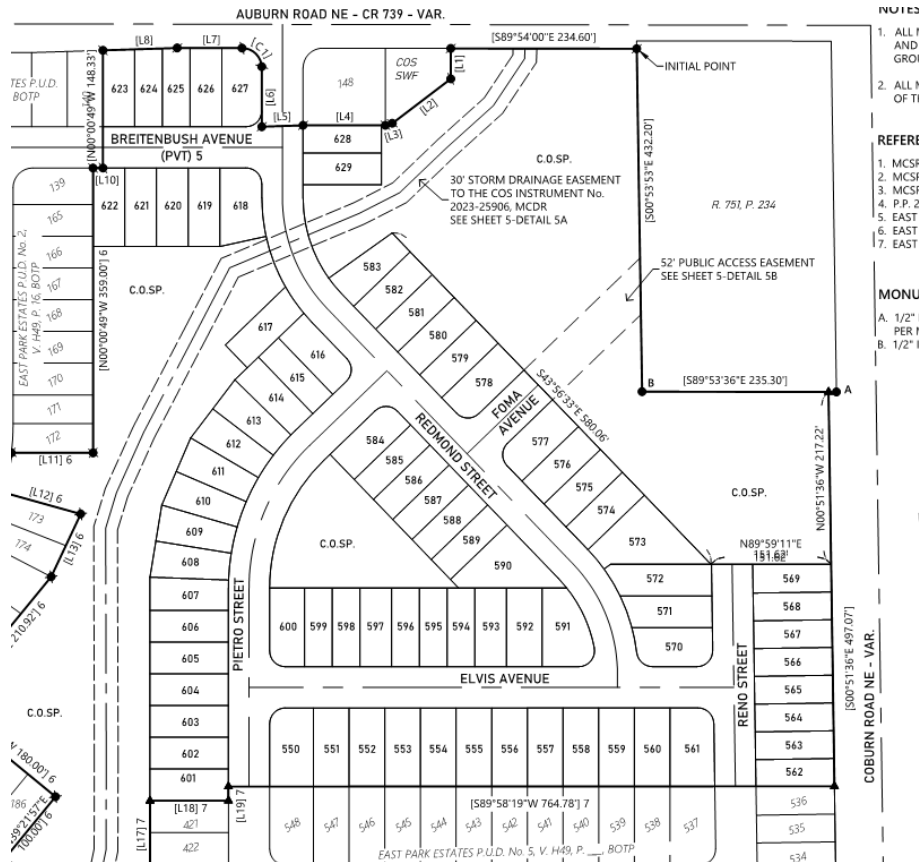 AUBURN ROAD NE - CR 739 - VAR.
NOTES
1. ALL
AND
GROU
2. ALL
OF TH
REFERE
1. MCSR
2. MCSR
3. MCSR
4. P.P. 2
5. EAST
6. EAST
7. EAST
MONU
A. 1/2"
PER M
B. 1/2" I
[L8]
[L7]
[C1]
[L6]
[L5]
[L4]
[L3]
[L2]
[L1]
[S89°54'00"E 234.60']
INITIAL POINT
TES P.U.D.
BOTP
[N00°00'49"W 148.33']
623
624
625
626
627
148
COS
SWF
BREITENBUSH AVENUE
(PVT) 5
628
629
C.O.SP.
30' STORM DRAINAGE EASEMENT
TO THE COS INSTRUMENT No.
2023-25906, MCDR
SEE SHEET 5-DETAIL 5A
[S00°53'53"E 432.20']
R. 751, P. 234
52' PUBLIC ACCESS EASEMENT
SEE SHEET 5-DETAIL 5B
[L10]
622
621
620
619
618
139
165
166
167
168
169
170
171
172
EAST PARK ESTATES P.U.D. No. 2,
V. H49, P. 16, BOTP
[N00°00'49"W 359.00'] 6
C.O.SP.
[L11] 6
583
582
581
580
579
578
617
616
615
614
613
612
611
610
609
608
607
606
605
604
603
602
601
FOMA
AVENUE
S43°56'33"E 580.06'
B
[S89°53'36"E 235.30']
A
N00°51'36"W 217.22'
REDMOND STREET
577
576
575
574
573
584
585
586
587
588
589
590
C.O.SP.
C.O.SP.
N89°59'11"E
151.62'
[L12] 6
173
174
[L13] 6
210.92'] 6
C.O.SP.
180.00'] 6
186
39°21'57"E
100.00'] 6
PIETRO STREET
600
599
598
597
596
595
594
593
592
591
572
571
570
569
568
567
566
565
564
563
562
RENO STREET
[S00°51'36"E 497.07']
COBURN ROAD NE - VAR.
ELVIS AVENUE
550
551
552
553
554
555
556
557
558
559
560
561
[S89°58'19"W 764.78'] 7
[L18] 7
[L19] 7
[L17] 7
421
422
548
547
546
545
544
543
542
541
540
539
538
537
536
535
534
EAST PARK ESTATES P.U.D. No. 5, V. H49, P. ___, BOTP